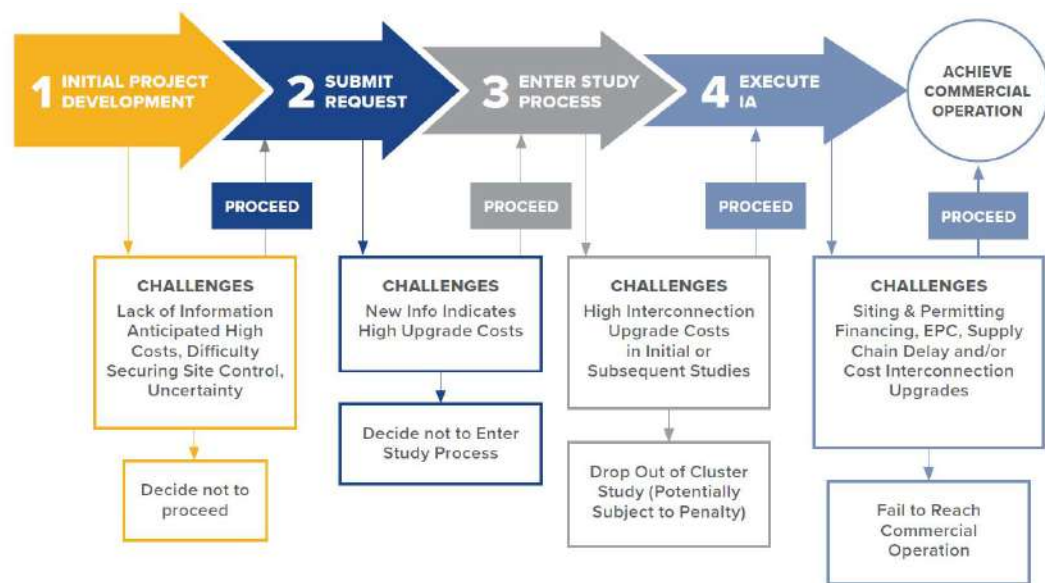 1 INITIAL PROJECT
DEVELOPMENT
2 SUBMIT
REQUEST
3 ENTER STUDY
PROCESS
4 EXECUTE
IA
ACHIEVE
COMMERCIAL
OPERATION
PROCEED
PROCEED
PROCEED
PROCEED
CHALLENGES
Lack of Information
Anticipated High
Costs, Difficulty
Securing Site Control,
Uncertainty
CHALLENGES
New Info Indicates
High Upgrade Costs
CHALLENGES
High Interconnection
Upgrade Costs
in Initial or
Subsequent Studies
CHALLENGES
Siting & Permitting
Financing, EPC, Supply
Chain Delay and/or
Cost Interconnection
Upgrades
Decide not to
proceed
Decide not to Enter
Study Process
Drop Out of Cluster
Study (Potentially
Subject to Penalty)
Fail to Reach
Commercial
Operation